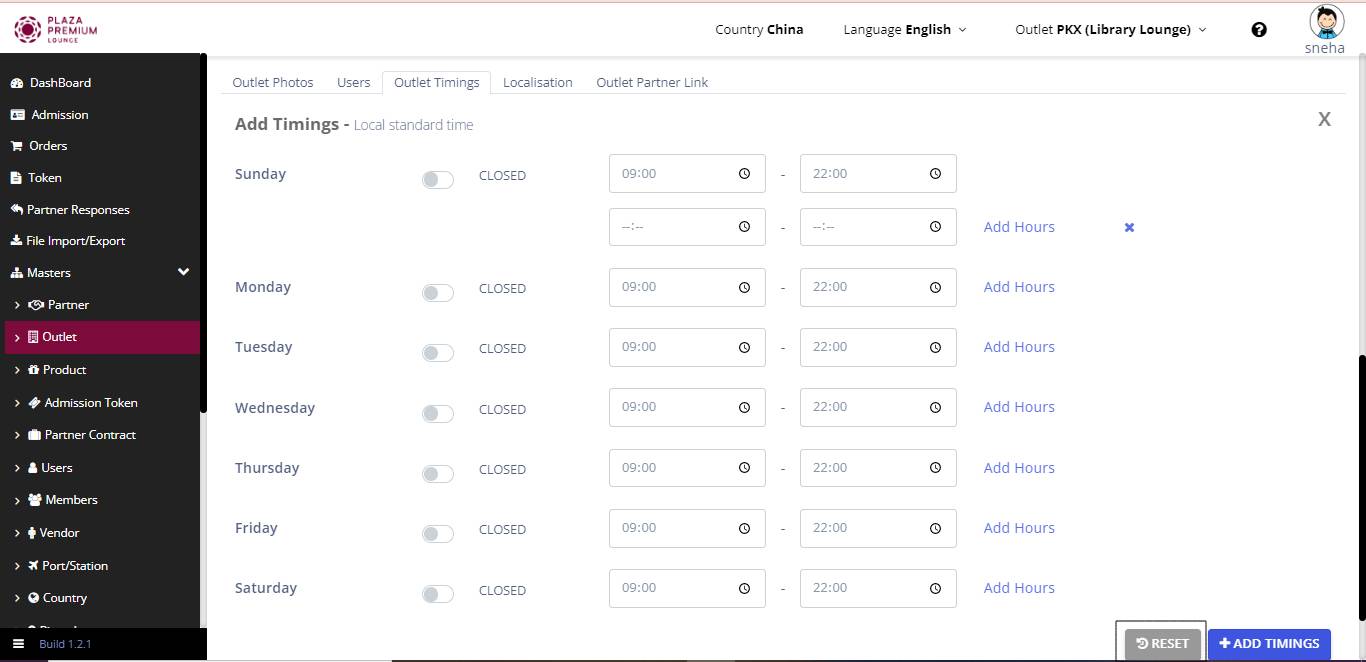 PLAZA
PREMIUM
LOUNGE
Country China
Language English
Outlet PKX (Library Lounge)
sneha
DashBoard
Admission
Orders
Token
Partner Responses
File Import/Export
Masters
Partner
Outlet
Product
Admission Token
Partner Contract
Users
Members
Vendor
Port/Station
Country
Build 1.2.1
Outlet Photos Users Outlet Timings Localisation Outlet Partner Link
Add Timings - Local standard time X
Sunday CLOSED 09:00 - 22:00
--:-- - --:-- Add Hours
Monday CLOSED 09:00 - 22:00 Add Hours
Tuesday CLOSED 09:00 - 22:00 Add Hours
Wednesday CLOSED 09:00 - 22:00 Add Hours
Thursday CLOSED 09:00 - 22:00 Add Hours
Friday CLOSED 09:00 - 22:00 Add Hours
Saturday CLOSED 09:00 - 22:00 Add Hours
RESET ADD TIMINGS